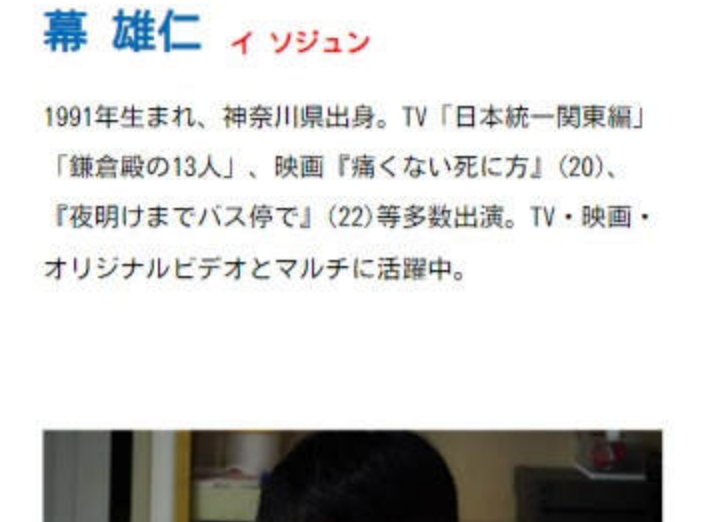 幕 雄仁 イ ソジュン
1991年生まれ、神奈川県出身。TV「日本統一関東編」
「鎌倉殿の13人」、映画『痛くない死に方』(20)、
『夜明けまでバス停で』(22)等多数出演。TV・映画・
オリジナルビデオとマルチに活躍中。